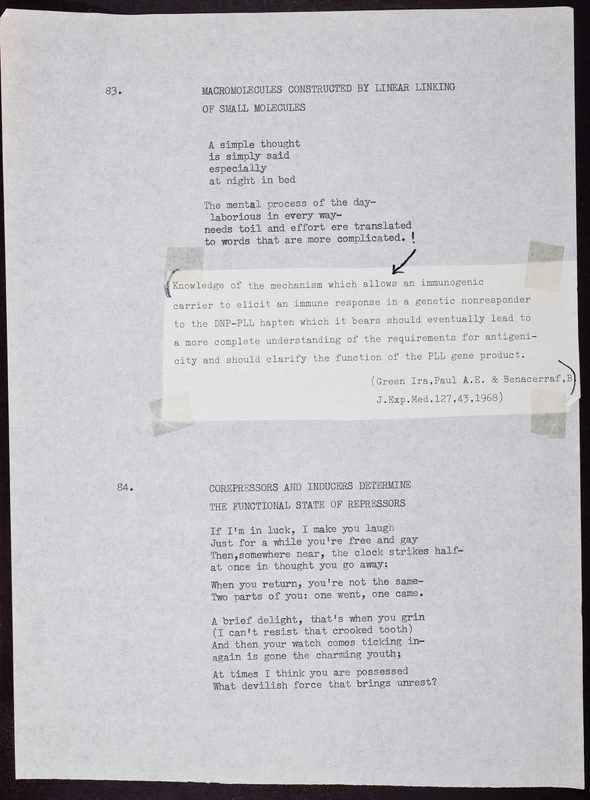 83.
MACROMOLECULES CONSTRUCTED BY LINEAR LINKING
OF SMALL MOLECULES
A simple thought
is simply said
especially
at night in bed
The mental process of the day-
laborious in every way-
needs toil and effort ere translated
to words that are more complicated. !
(Knowledge of the mechanism which allows an immunogenic
carrier to elicit an immune response in a genetic nonresponder
to the DNP-PLL hapten which it bears should eventually lead to
a more complete understanding of the requirements for antigeni-
city and should clarify the function of the PLL gene product.
(Green Ira,Paul A.E. & Benacerraf,B)
J.Exp.Med.127,43,1968)
84.
COREPRESSORS AND INDUCERS DETERMINE
THE FUNCTIONAL STATE OF REPRESSORS
If I'm in luck, I make you laugh
Just for a while you're free and gay
Then,somewhere near, the clock strikes half-
at once in thought you go away;
When you return, you're not the same-
Two parts of you: one went, one came.
A brief delight, that's when you grin
(I can't resist that crooked tooth)
And then your watch comes ticking in-
again is gone the charming youth;
At times I think you are possessed
What devilish force that brings unrest?